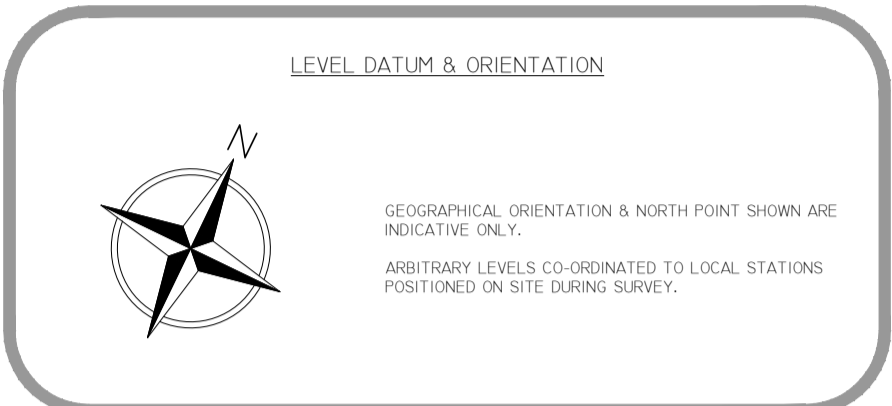 LEVEL DATUM & ORIENTATION
N
GEOGRAPHICAL ORIENTATION & NORTH POINT SHOWN ARE
INDICATIVE ONLY.
ARBITRARY LEVELS CO-ORDINATED TO LOCAL STATIONS
POSITIONED ON SITE DURING SURVEY.